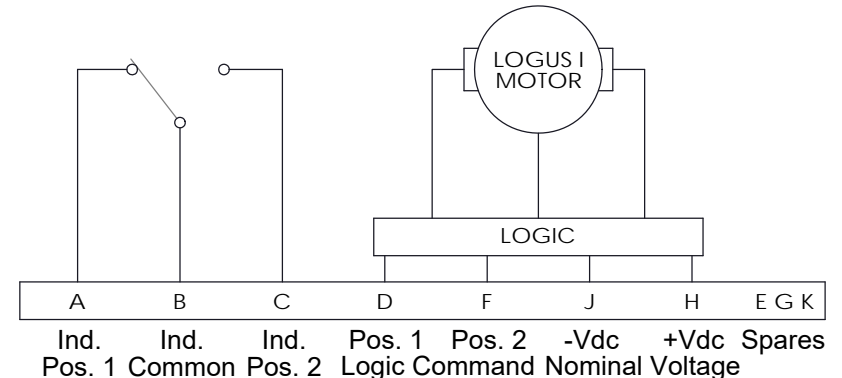 LOGUS I
MOTOR
LOGIC
A B C D F J H E G K
Ind. Ind. Ind. Pos. 1 Pos. 2 -Vdc +Vdc Spares
Pos. 1 Common Pos. 2 Logic Command Nominal Voltage